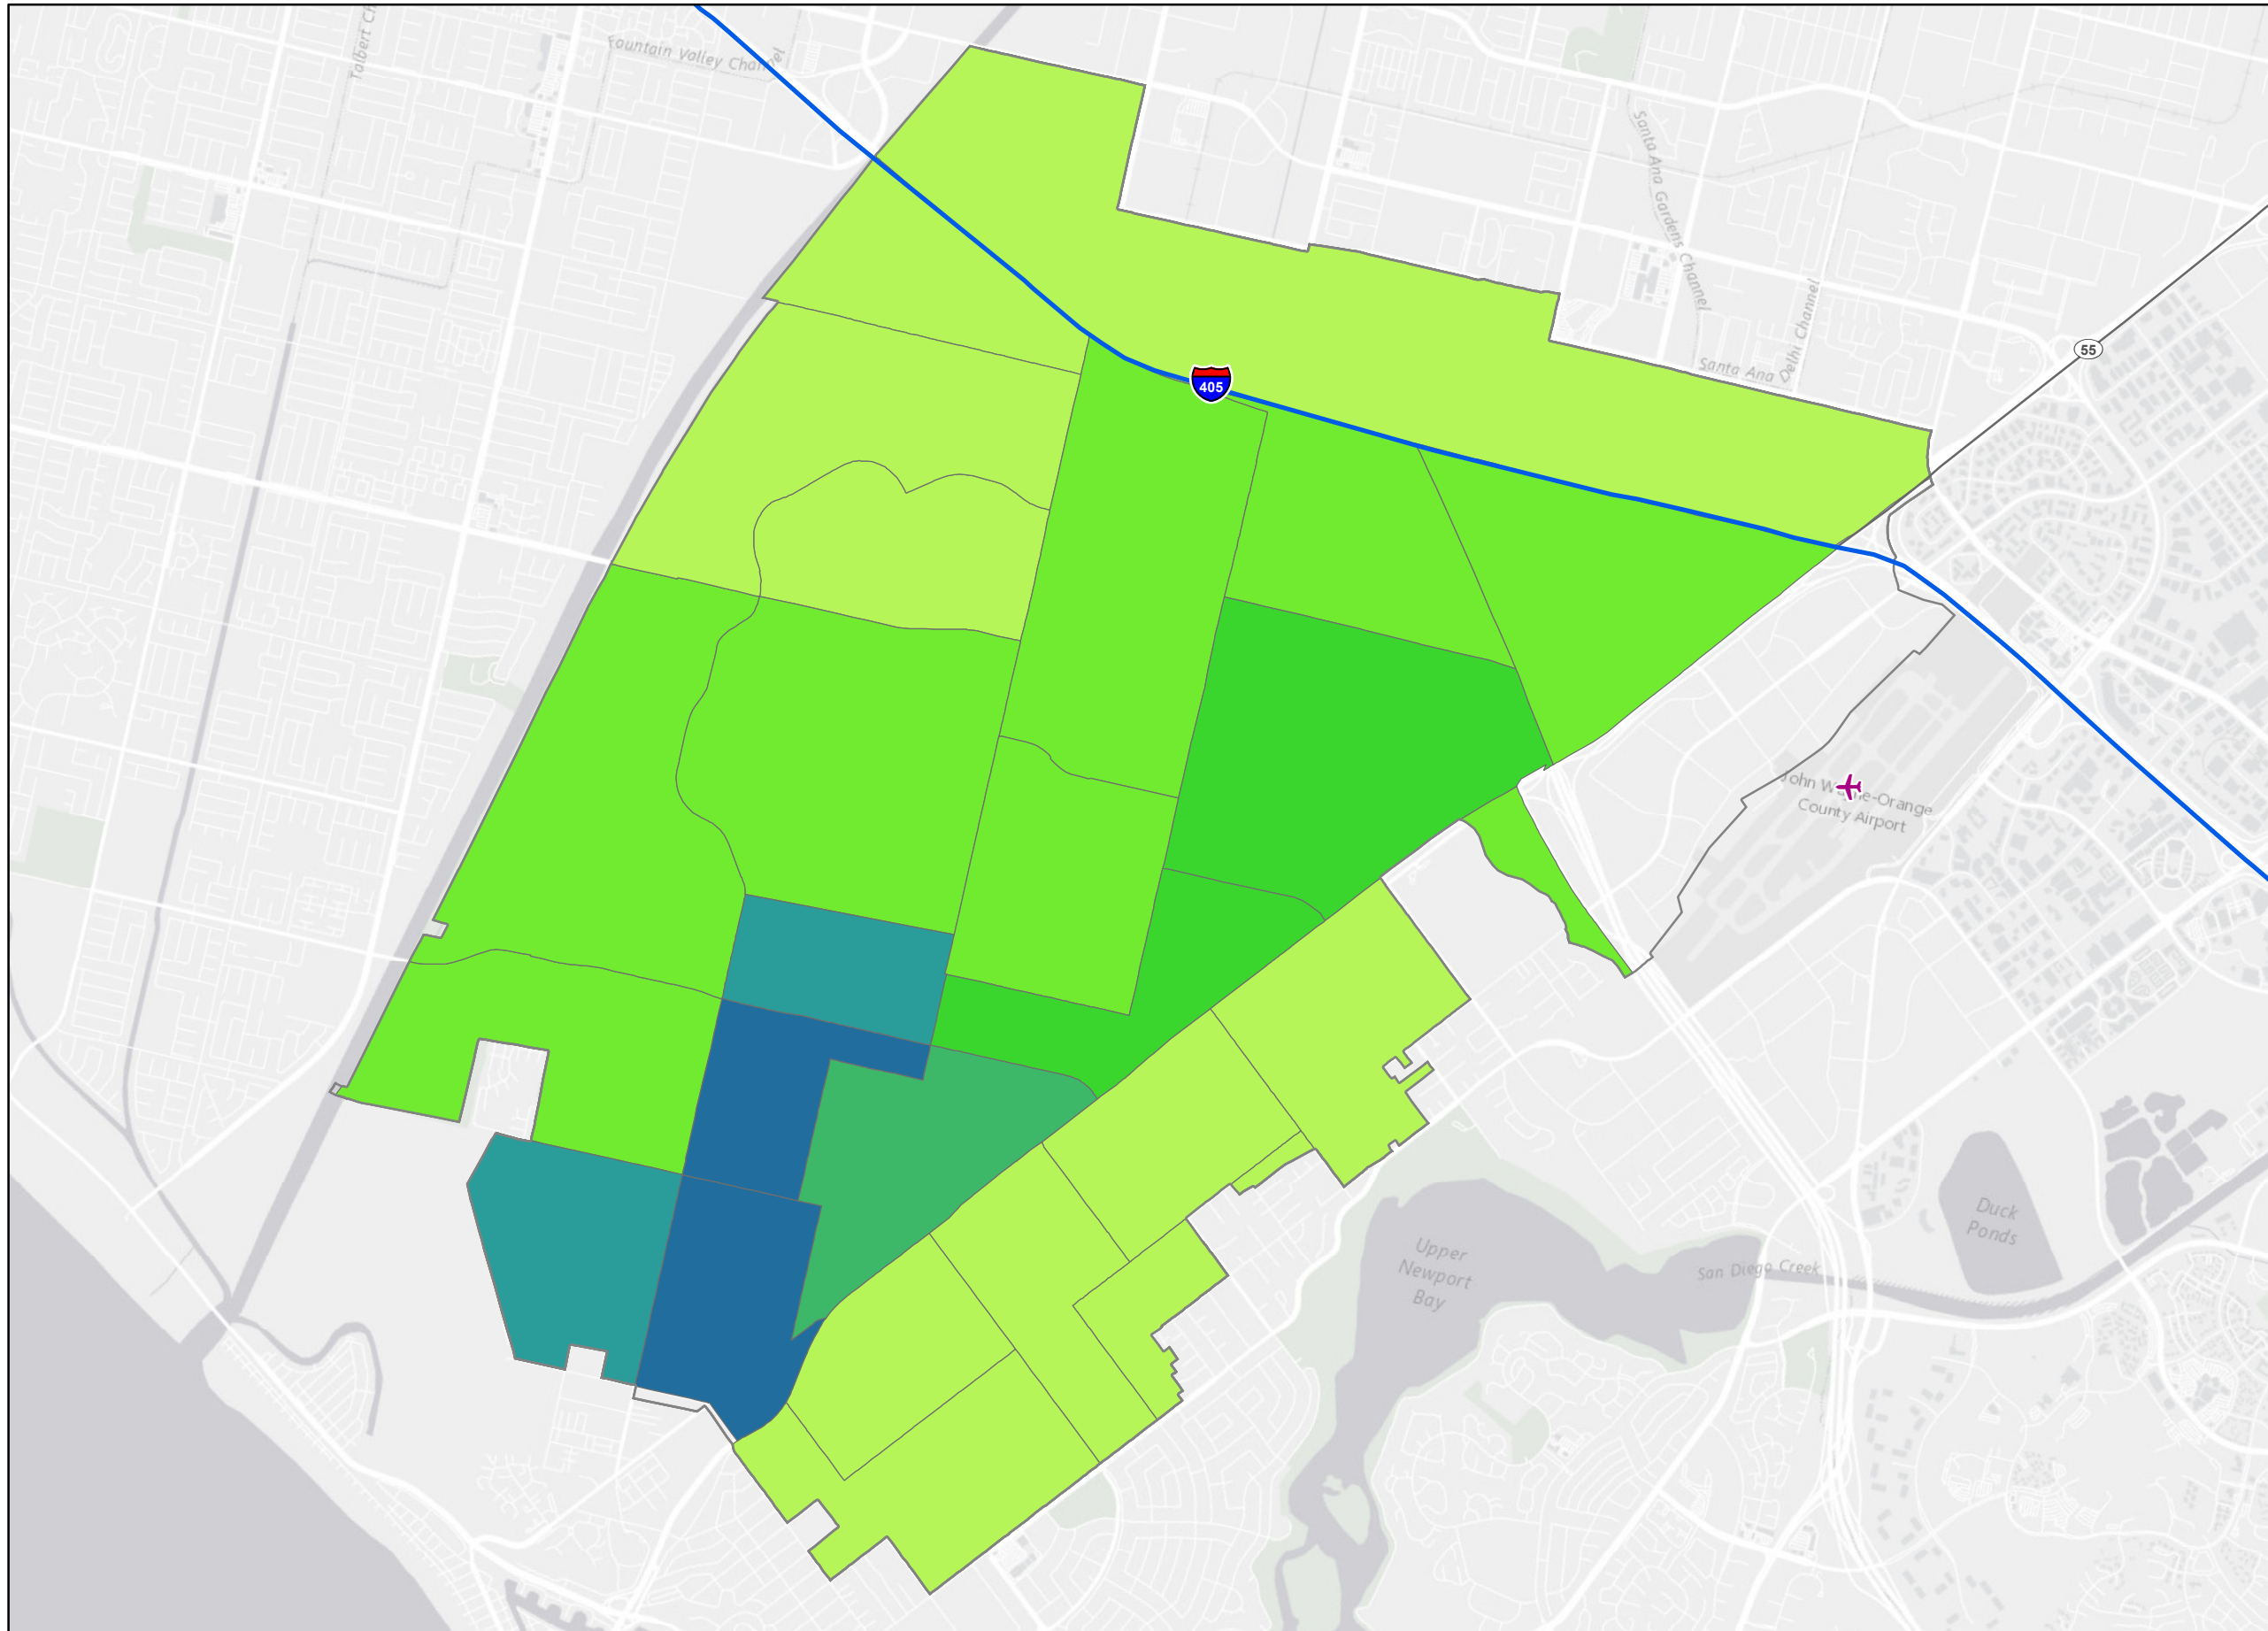 Talbert Ch
Fountain Valley Channel
Santa Ana Gardens Channel
55
Santa Ana Delhi Channel
405
John Wayne-Orange
County Airport
Duck
Ponds
Upper
Newport
Bay
San Diego Creek